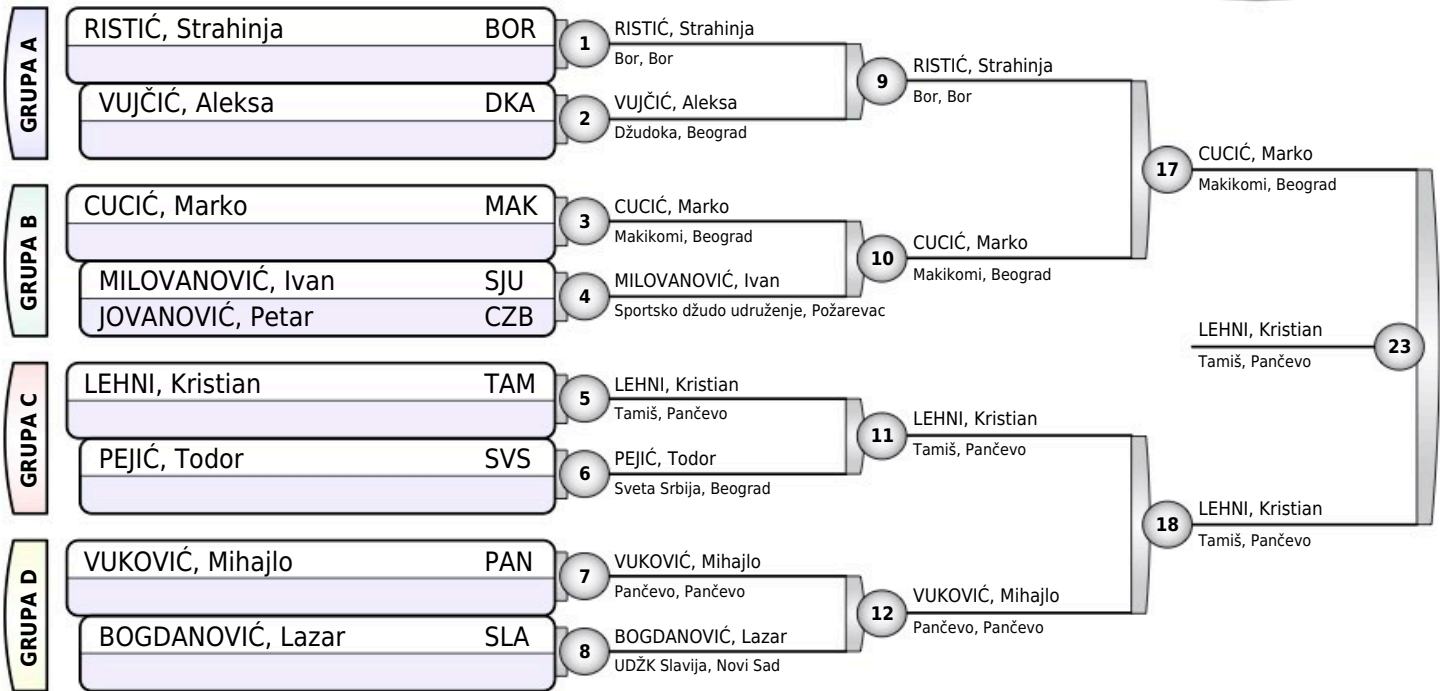 GRUPA A
RISTIĆ, Strahinja BOR
VUJČIĆ, Aleksa DKA
1
RISTIĆ, Strahinja
Bor, Bor
2
VUJČIĆ, Aleksa
Džudoka, Beograd
9
RISTIĆ, Strahinja
Bor, Bor
GRUPA B
CUCIĆ, Marko MAK
MILOVANOVIĆ, Ivan SJU
JOVANOVIĆ, Petar CZB
3
CUCIĆ, Marko
Makikomi, Beograd
4
MILOVANOVIĆ, Ivan
Sportsko džudo udruženje, Požarevac
10
CUCIĆ, Marko
Makikomi, Beograd
17
CUCIĆ, Marko
Makikomi, Beograd
GRUPA C
LEHNI, Kristian TAM
PEJIĆ, Todor SVS
5
LEHNI, Kristian
Tamiš, Pančevo
6
PEJIĆ, Todor
Sveta Srbija, Beograd
11
LEHNI, Kristian
Tamiš, Pančevo
GRUPA D
VUKOVIĆ, Mihajlo PAN
BOGDANOVIĆ, Lazar SLA
7
VUKOVIĆ, Mihajlo
Pančevo, Pančevo
8
BOGDANOVIĆ, Lazar
UDŽK Slavija, Novi Sad
12
VUKOVIĆ, Mihajlo
Pančevo, Pančevo
18
LEHNI, Kristian
Tamiš, Pančevo
LEHNI, Kristian
Tamiš, Pančevo
23